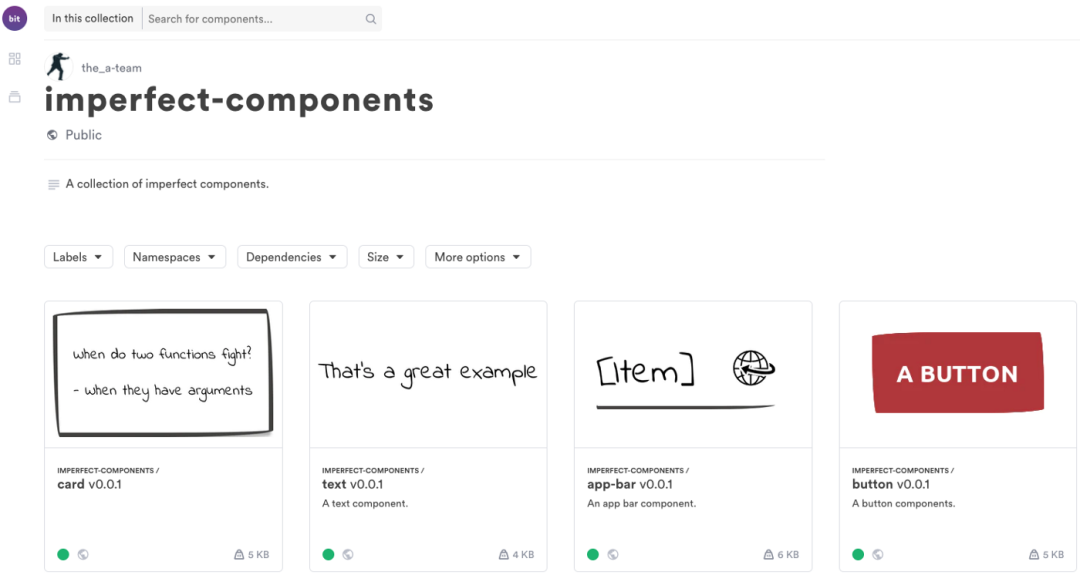 bit
In this collection
Search for components...
the_a-team
imperfect-components
Public
A collection of imperfect components.
Labels Namespaces Dependencies Size More options
when do two functions fight?
- when they have arguments
That's a great example
[item]
A BUTTON
IMPERFECT-COMPONENTS /
card v0.0.1
5 KB
IMPERFECT-COMPONENTS /
text v0.0.1
A text component.
4 KB
IMPERFECT-COMPONENTS /
app-bar v0.0.1
An app bar component.
6 KB
IMPERFECT-COMPONENTS /
button v0.0.1
A button components.
5 KB